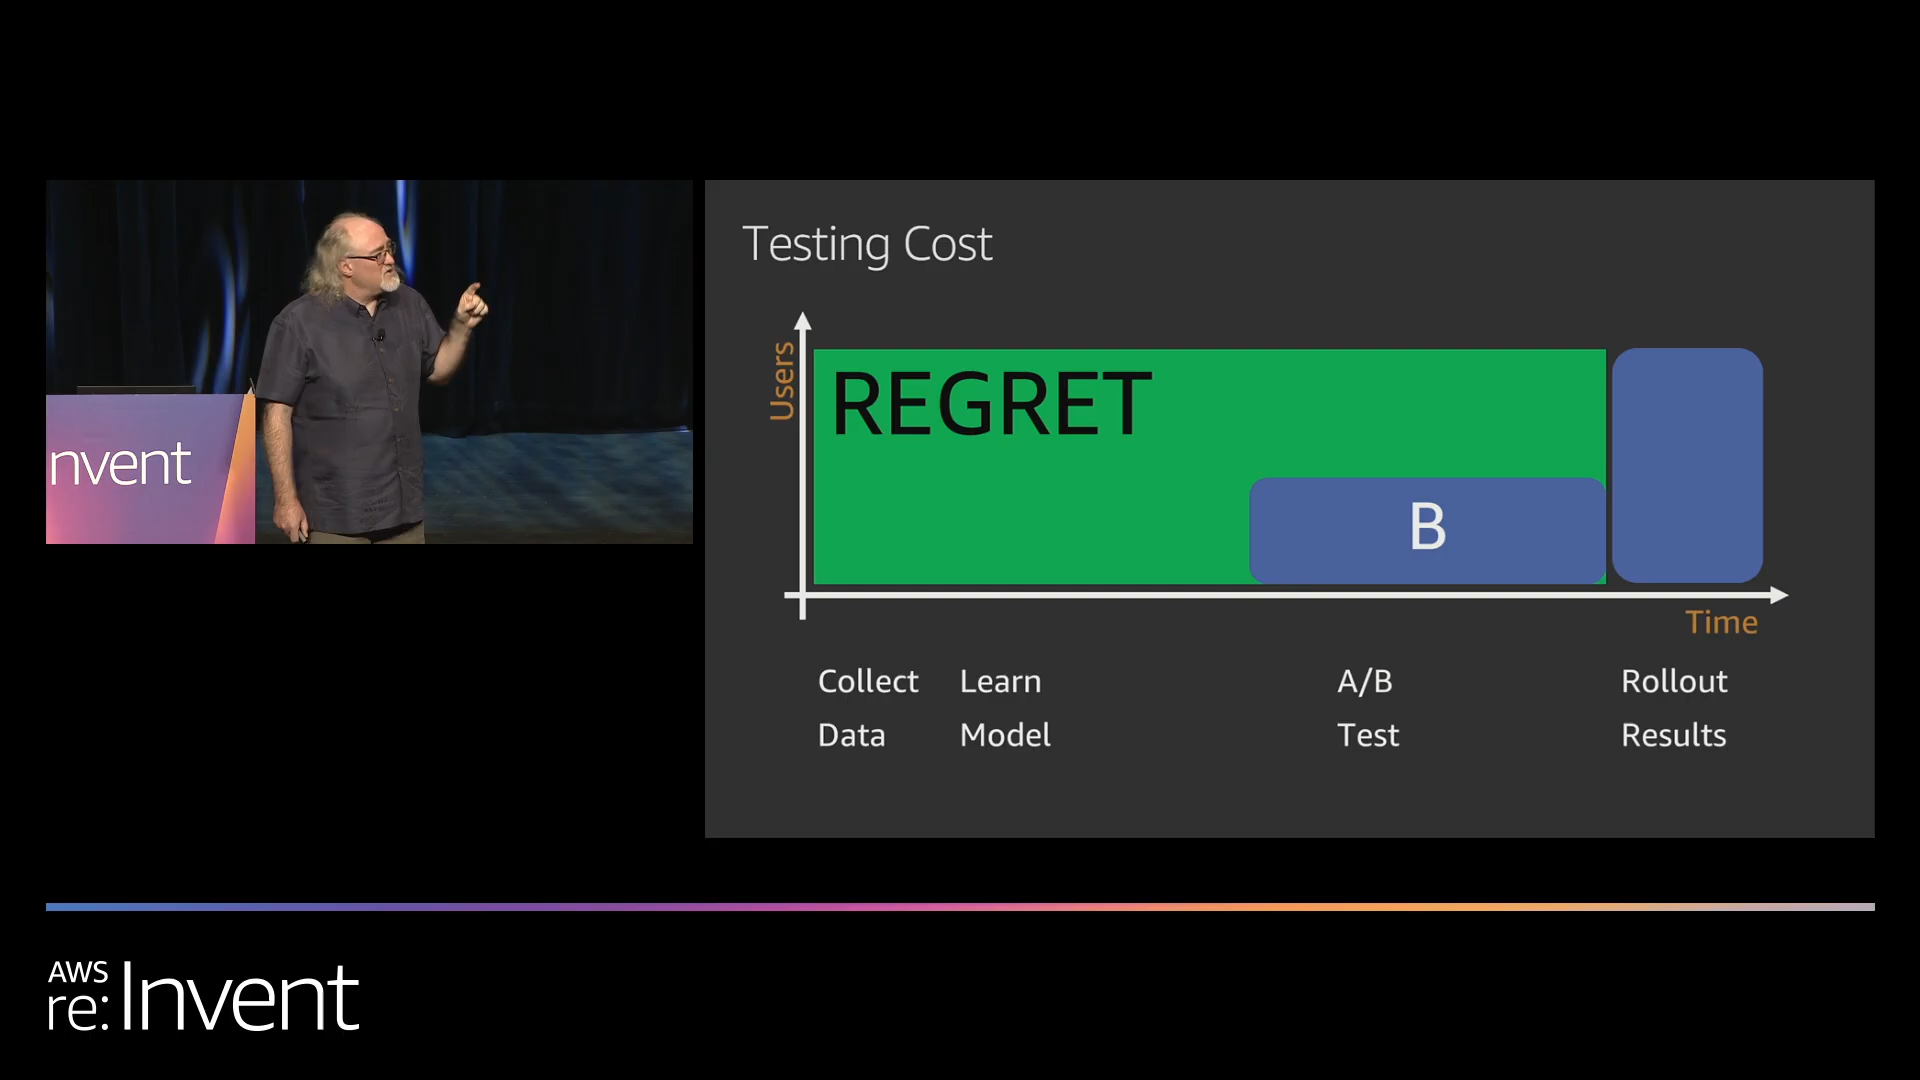 nvent
Testing Cost
Users
REGRET
B
Time
Collect Learn A/B Rollout
Data Model Test Results
AWS
re:Invent